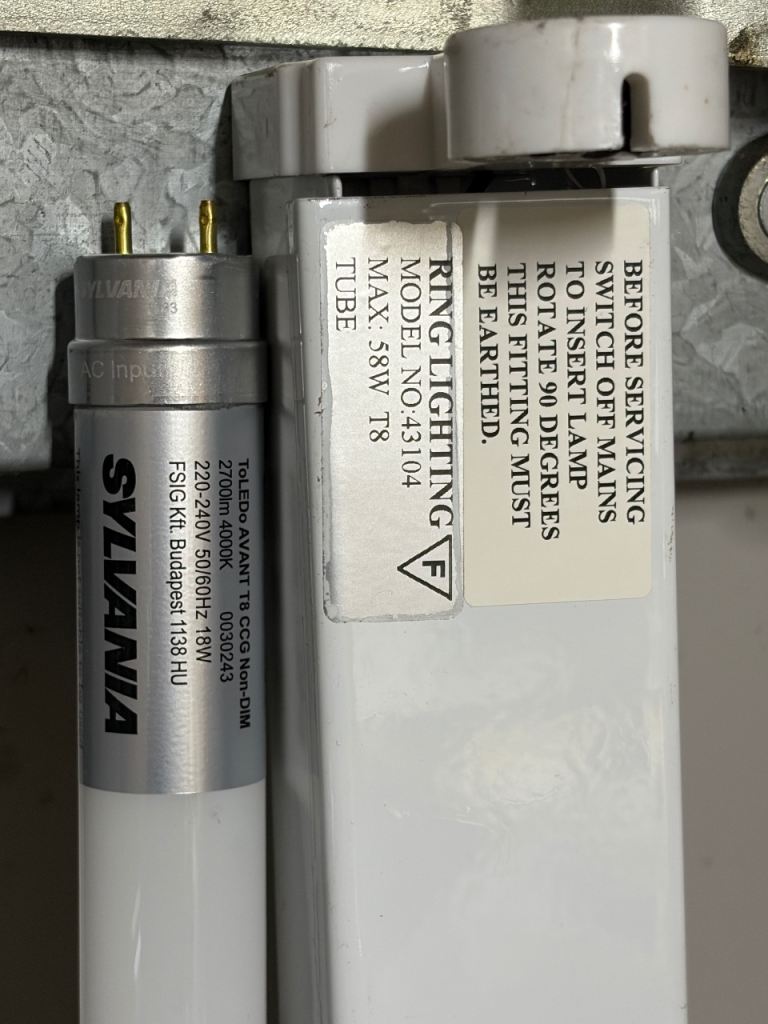 SYLVANIA
AC Input
ToLEDo AVANT T8 CCG Non-DIM
2700lm 4000K 0030243
220-240V 50/60Hz 18W
FSIG Kft. Budapest 1138 HU
SYLVANIA
BEFORE SERVICING
SWITCH OFF MAINS
TO INSERT LAMP
ROTATE 90 DEGREES
THIS FITTING MUST
BE EARTHED.
RING LIGHTING F
MODEL NO:43104
MAX: 58W T8
TUBE